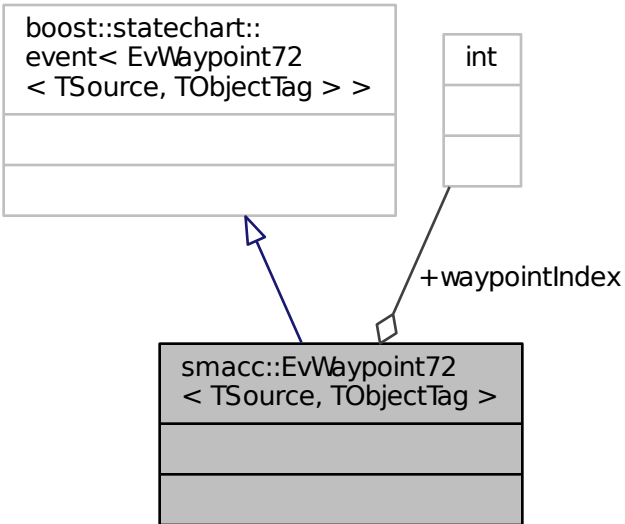 boost::statechart::
event< EvWaypoint72
< TSource, TObjectTag > >
int
+waypointIndex
smacc::EvWaypoint72
< TSource, TObjectTag >